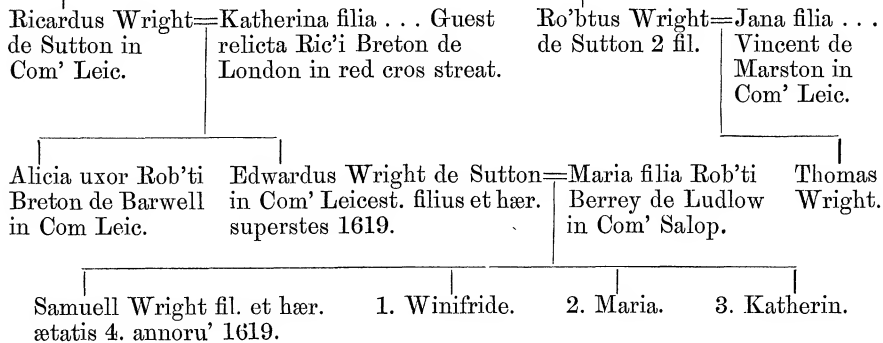 Ricardus Wright=Katherina filia . . . Guest
de Sutton in relicta Ric'i Breton de
Com' Leic. London in red cros streat.
Ro'btus Wright=Jana filia . . .
de Sutton 2 fil. Vincent de
Marston in
Com' Leic.
Alicia uxor Rob'ti
Breton de Barwell
in Com Leic.
Edwardus Wright de Sutton=Maria filia Rob'ti
in Com' Leicest. filius et hær. Berrey de Ludlow
superstes 1619. in Com' Salop.
Thomas
Wright.
Samuell Wright fil. et hær.
ætatis 4. annoru' 1619.
1. Winifride.
2. Maria.
3. Katherin.